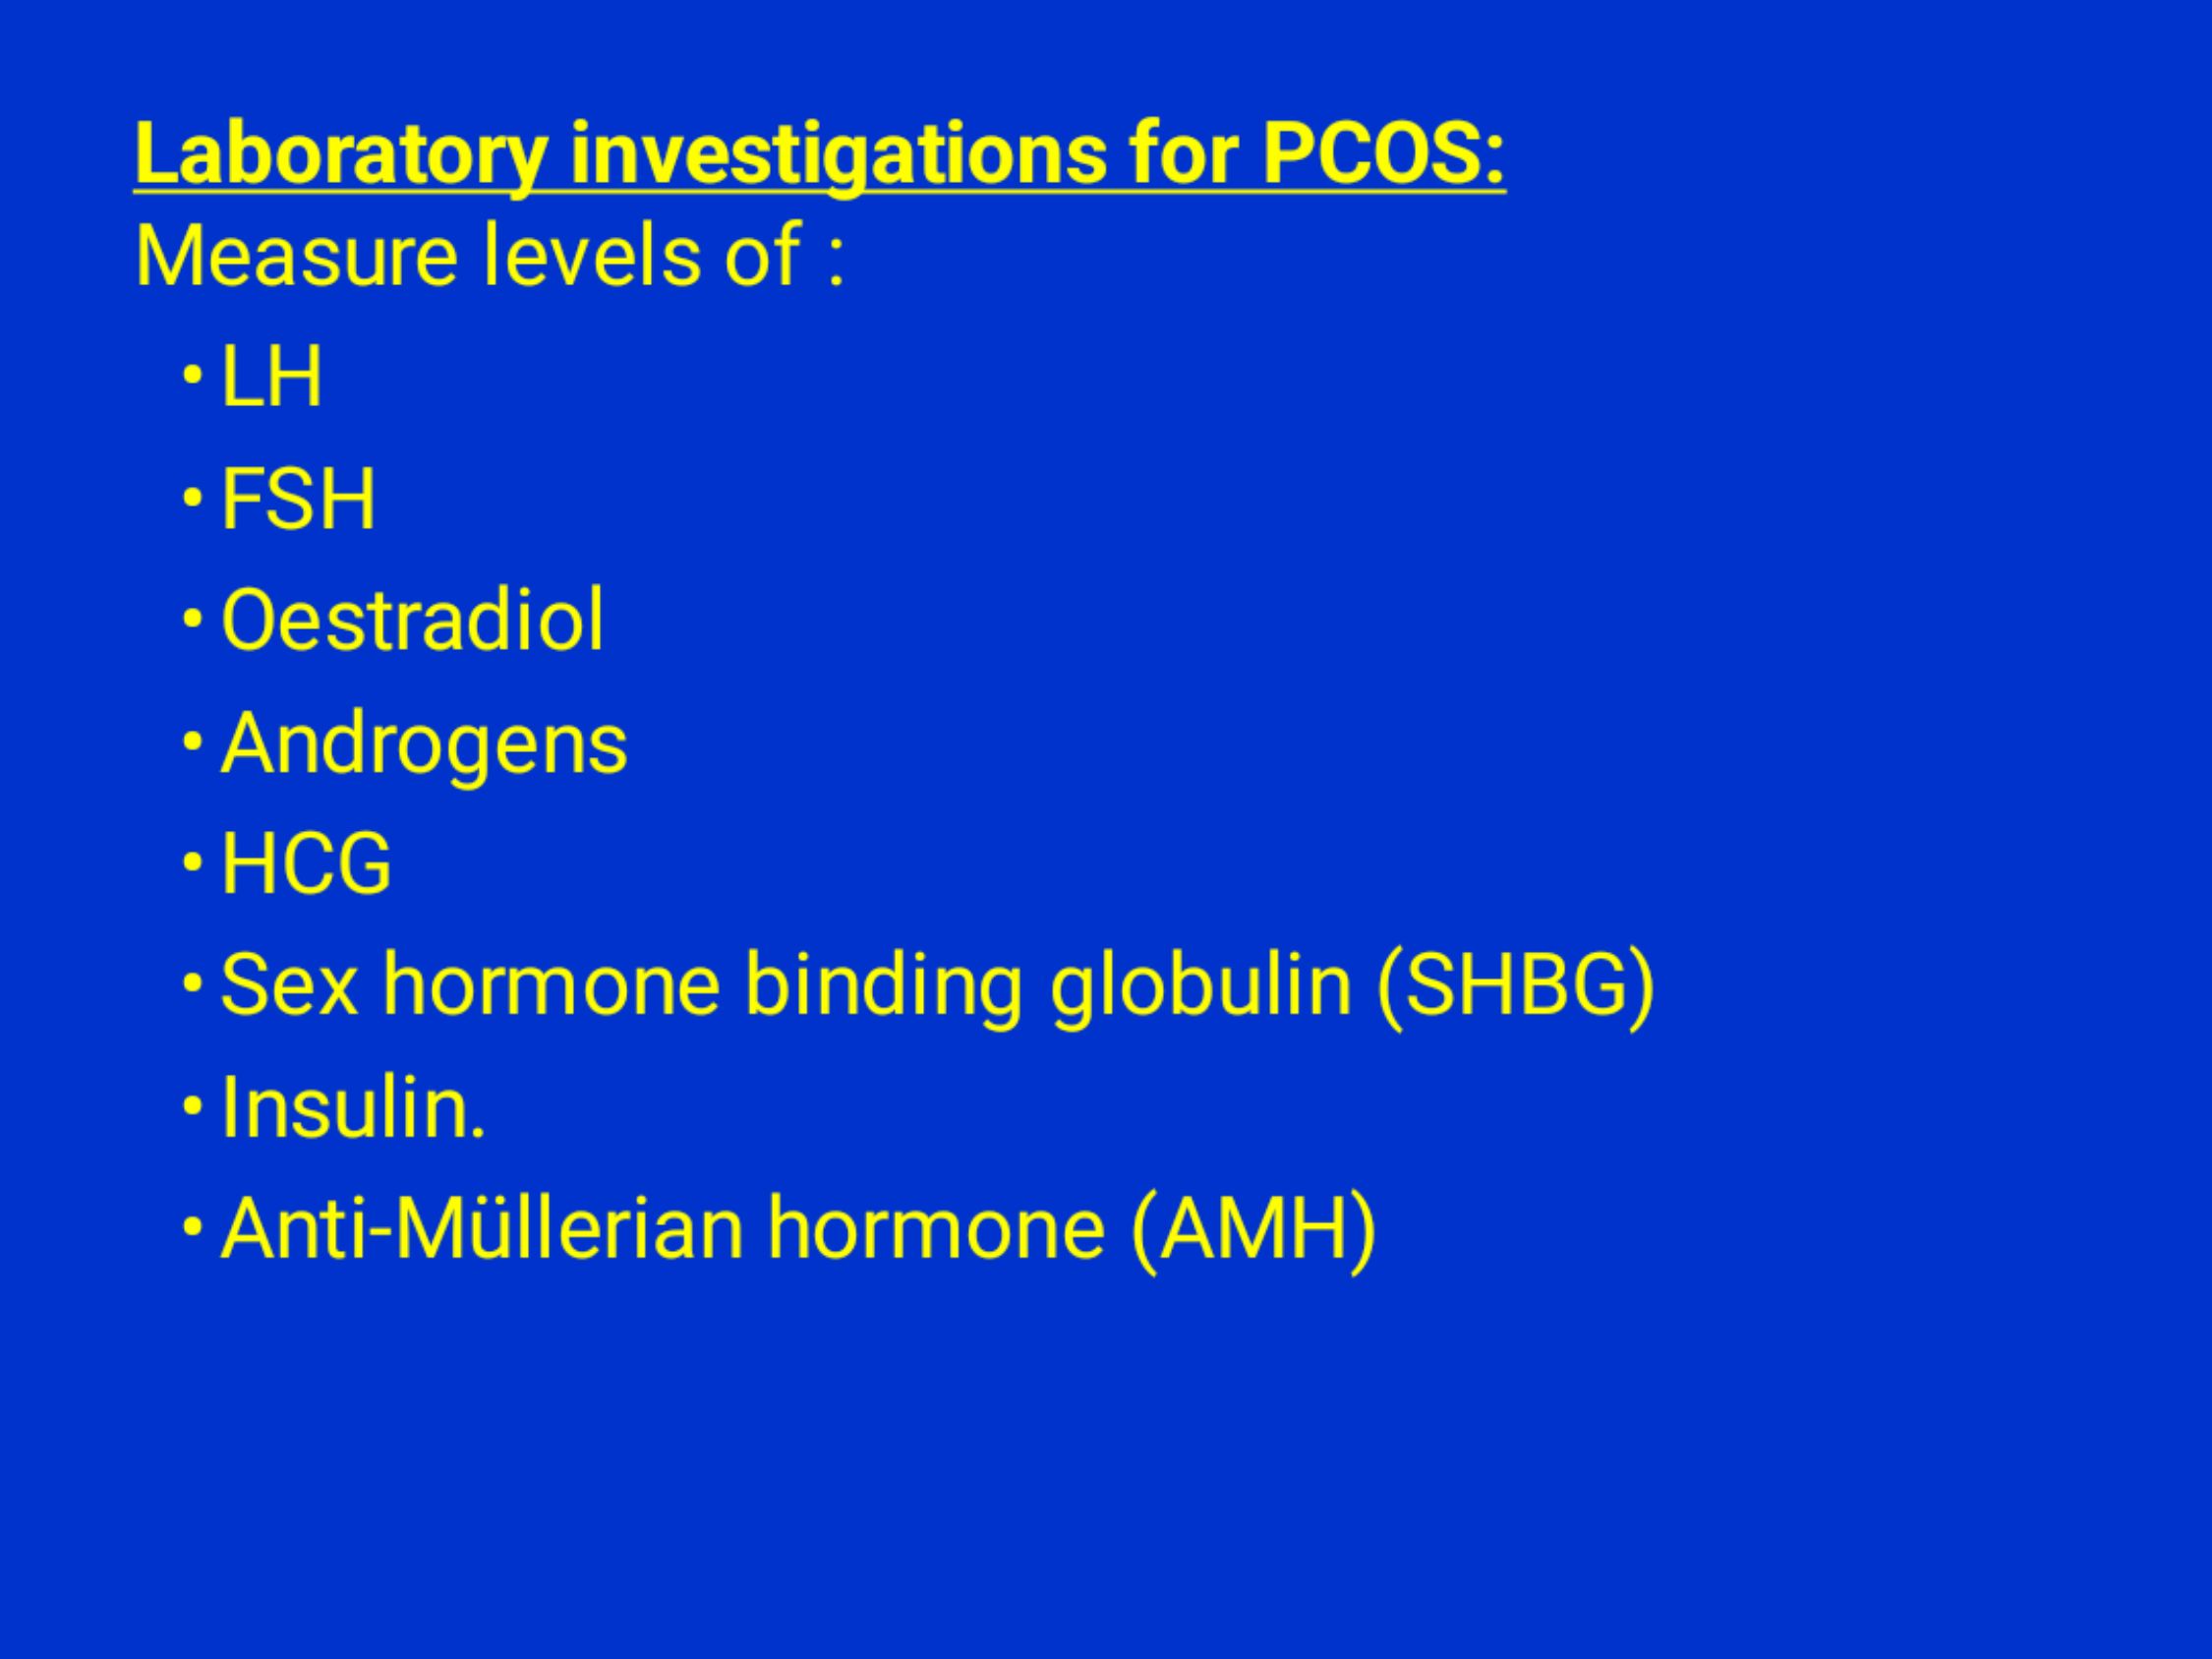 Laboratory investigations for PCOS:
Measure levels of :
• LH
• FSH
• Oestradiol
• Androgens
• HCG
• Sex hormone binding globulin (SHBG)
• Insulin.
• Anti-Müllerian hormone (AMH)